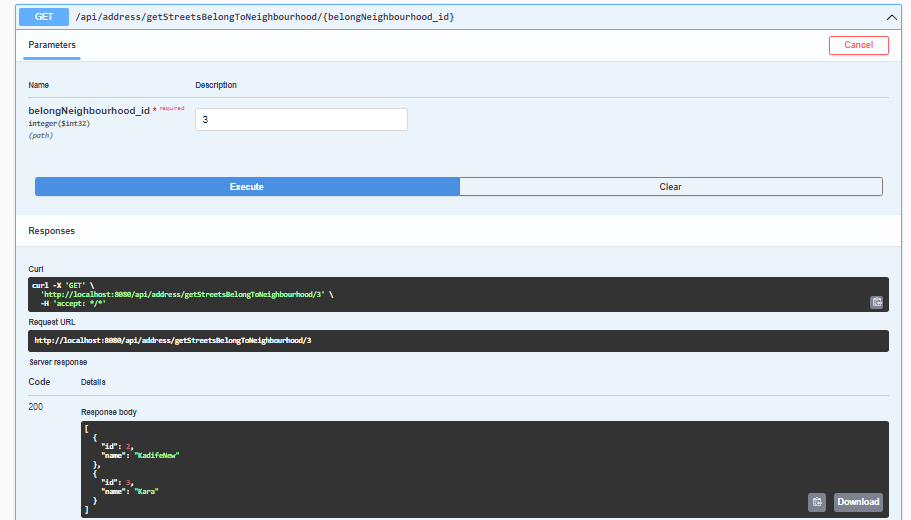 GET /api/address/getStreetsBelongToNeighbourhood/{belongNeighbourhood_id}
Parameters
Cancel
Name Description
belongNeighbourhood_id * required
integer($int32)
(path)
3
Execute Clear
Responses
Curl
curl -X 'GET' \
'http://localhost:8080/api/address/getStreetsBelongToNeighbourhood/3' \
-H 'accept: */*'
Request URL
http://localhost:8080/api/address/getStreetsBelongToNeighbourhood/3
Server response
Code Details
200
Response body
[
{
"id": 2,
"name": "KadifeNew"
},
{
"id": 3,
"name": "Kara"
}
]
Download